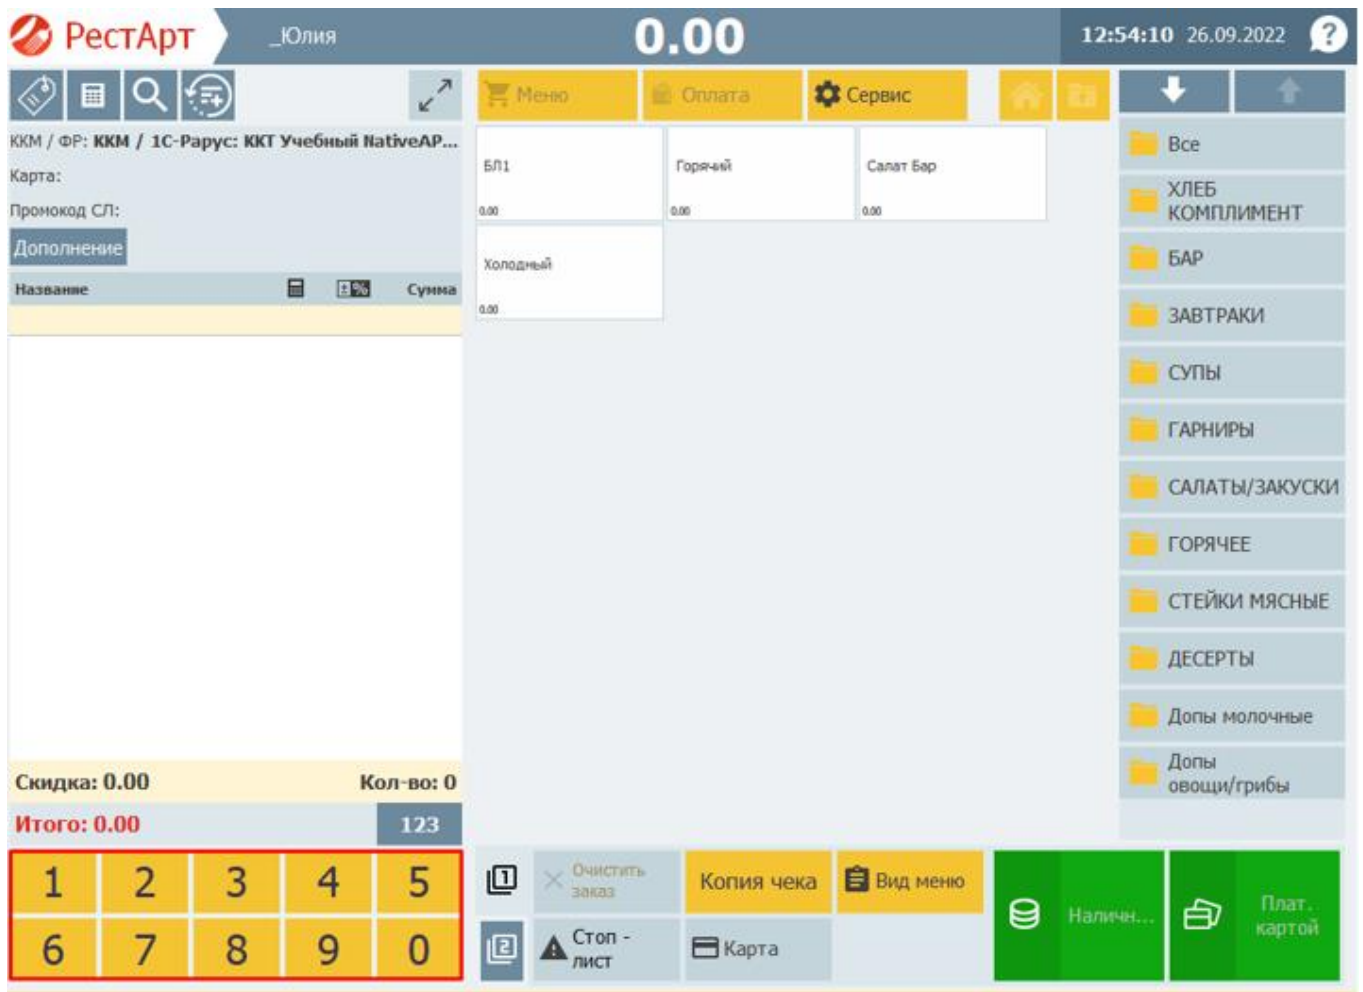 РестАрт
_Юлия
0.00
12:54:10 26.09.2022
?
Меню
Оплата
Сервис
ККМ / ФР: ККМ / 1С-Рарус: ККТ Учебный NativeAP...
Карта:
Промокод СЛ:
Дополнение
Название
±%
Сумма
БЛ1
0.00
Горячий
0.00
Салат Бар
0.00
Холодный
0.00
Все
ХЛЕБ
КОМПЛИМЕНТ
БАР
ЗАВТРАКИ
СУПЫ
ГАРНИРЫ
САЛАТЫ/ЗАКУСКИ
ГОРЯЧЕЕ
СТЕЙКИ МЯСНЫЕ
ДЕСЕРТЫ
Допы молочные
Допы
овощи/грибы
Скидка: 0.00
Кол-во: 0
Итого: 0.00
123
1 2 3 4 5
6 7 8 9 0
1
Очистить
заказ
Копия чека
Вид меню
2
Стоп -
лист
Карта
Наличн...
Плат.
картой